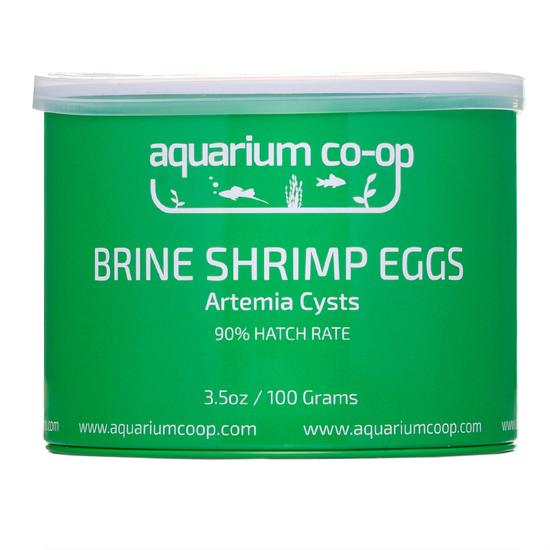 aquarium co-op
BRINE SHRIMP EGGS
Artemia Cysts
90% HATCH RATE
3.5oz / 100 Grams
.com www.aquariumcoop.com www.aquariumcoop.com